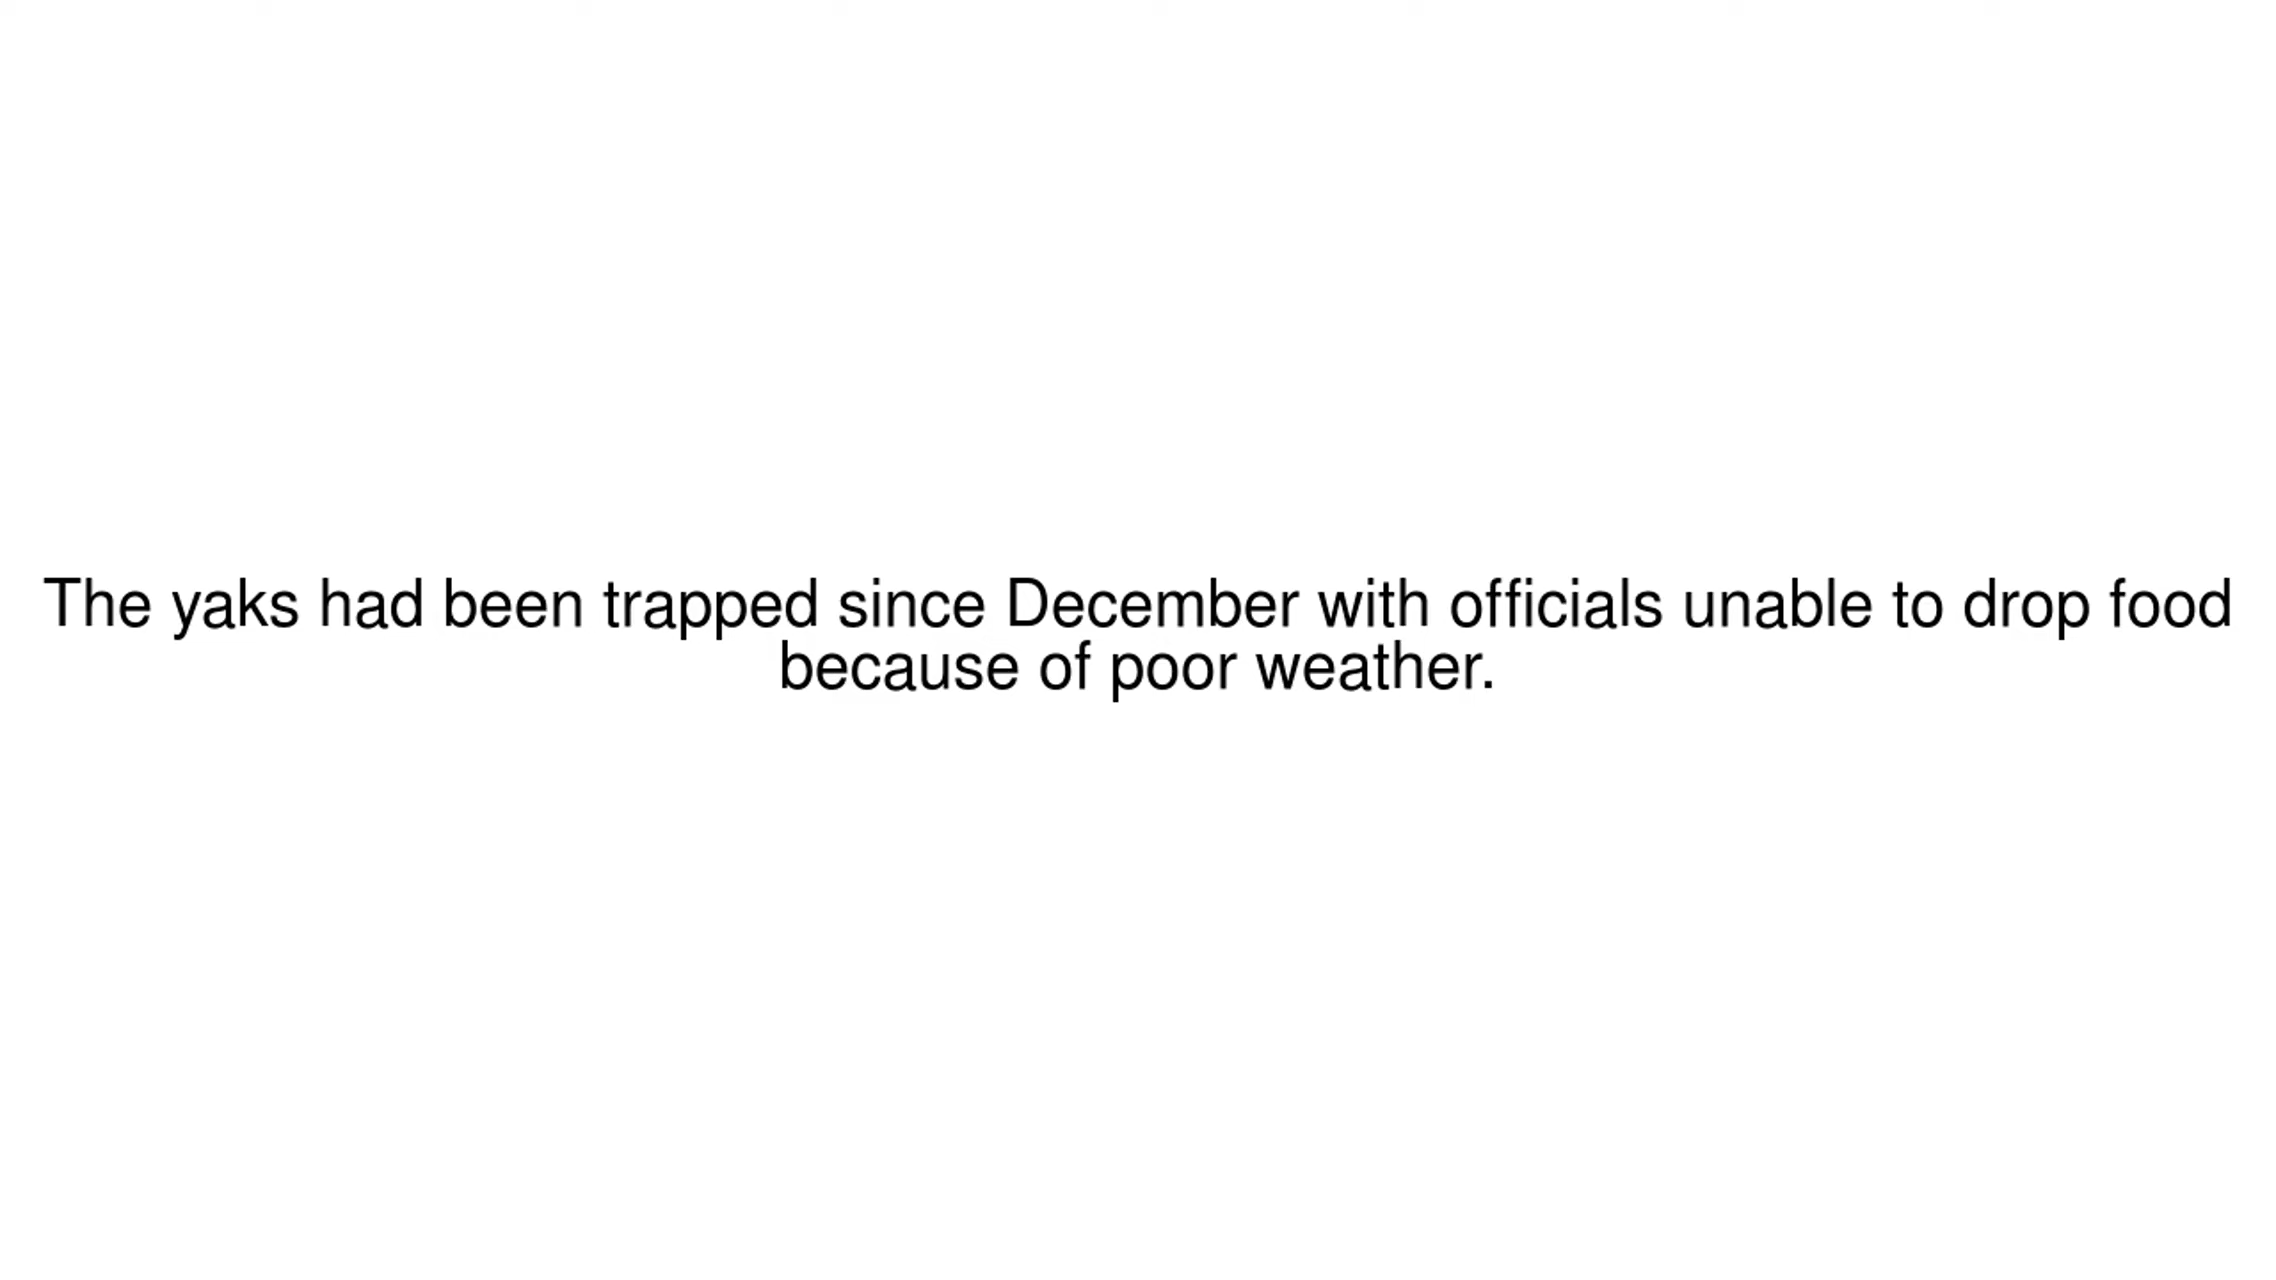 The yaks had been trapped since December with officials unable to drop food
because of poor weather.